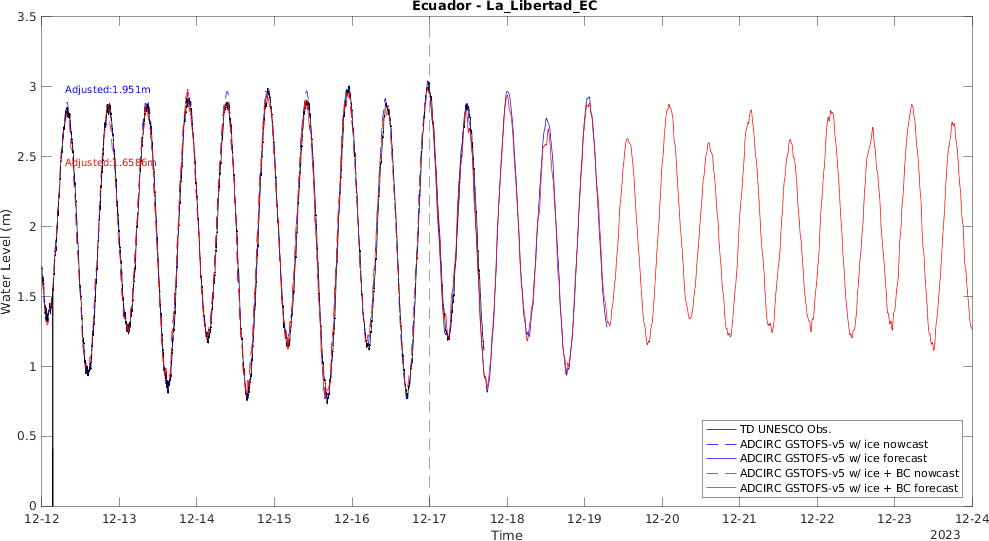 Ecuador - La_Libertad_EC
3.5
3
2.5
2
1.5
1
0.5
0
Water Level (m)
Adjusted:1.951m
Adjusted:1.6586m
TD UNESCO Obs.
ADCIRC GSTOFS-v5 w/ ice nowcast
ADCIRC GSTOFS-v5 w/ ice forecast
ADCIRC GSTOFS-v5 w/ ice + BC nowcast
ADCIRC GSTOFS-v5 w/ ice + BC forecast
12-12 12-13 12-14 12-15 12-16 12-17 12-18 12-19 12-20 12-21 12-22 12-23 12-24
Time
2023